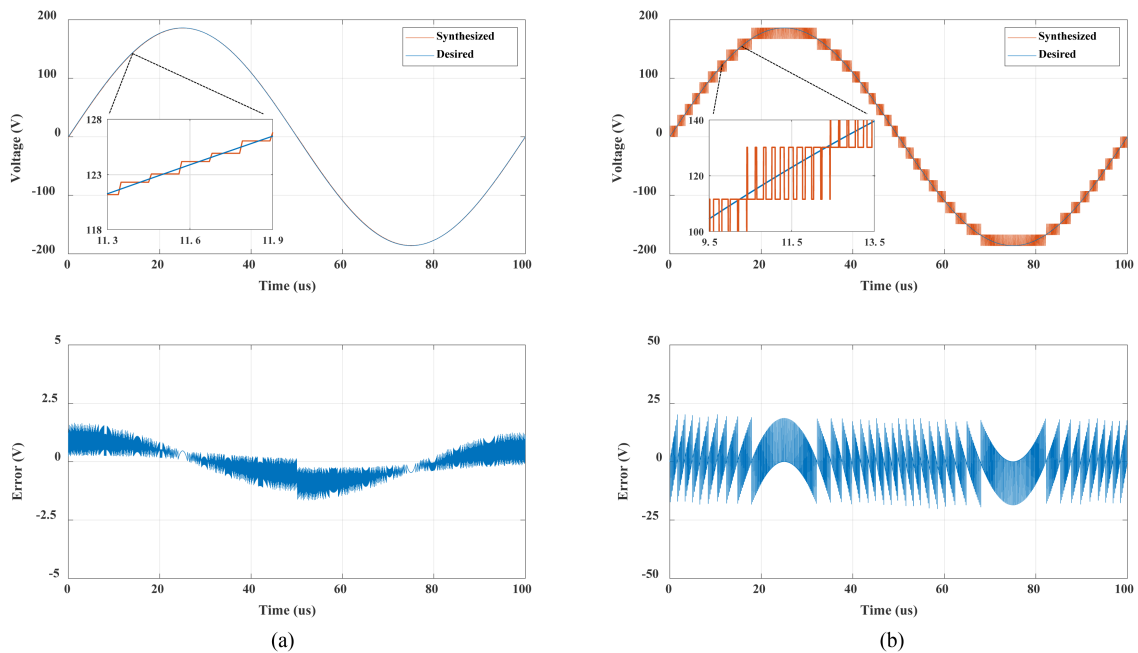 200
100
0
-100
-200
Voltage (V)
Synthesized
Desired
128
123
118
11.3 11.6 11.9
0 20 40 60 80 100
Time (us)
200
100
0
-100
-200
Voltage (V)
Synthesized
Desired
140
120
100
9.5 11.5 13.5
0 20 40 60 80 100
Time (us)
5
2.5
0
-2.5
-5
Error (V)
0 20 40 60 80 100
Time (us)
(a)
50
25
0
-25
-50
Error (V)
0 20 40 60 80 100
Time (us)
(b)